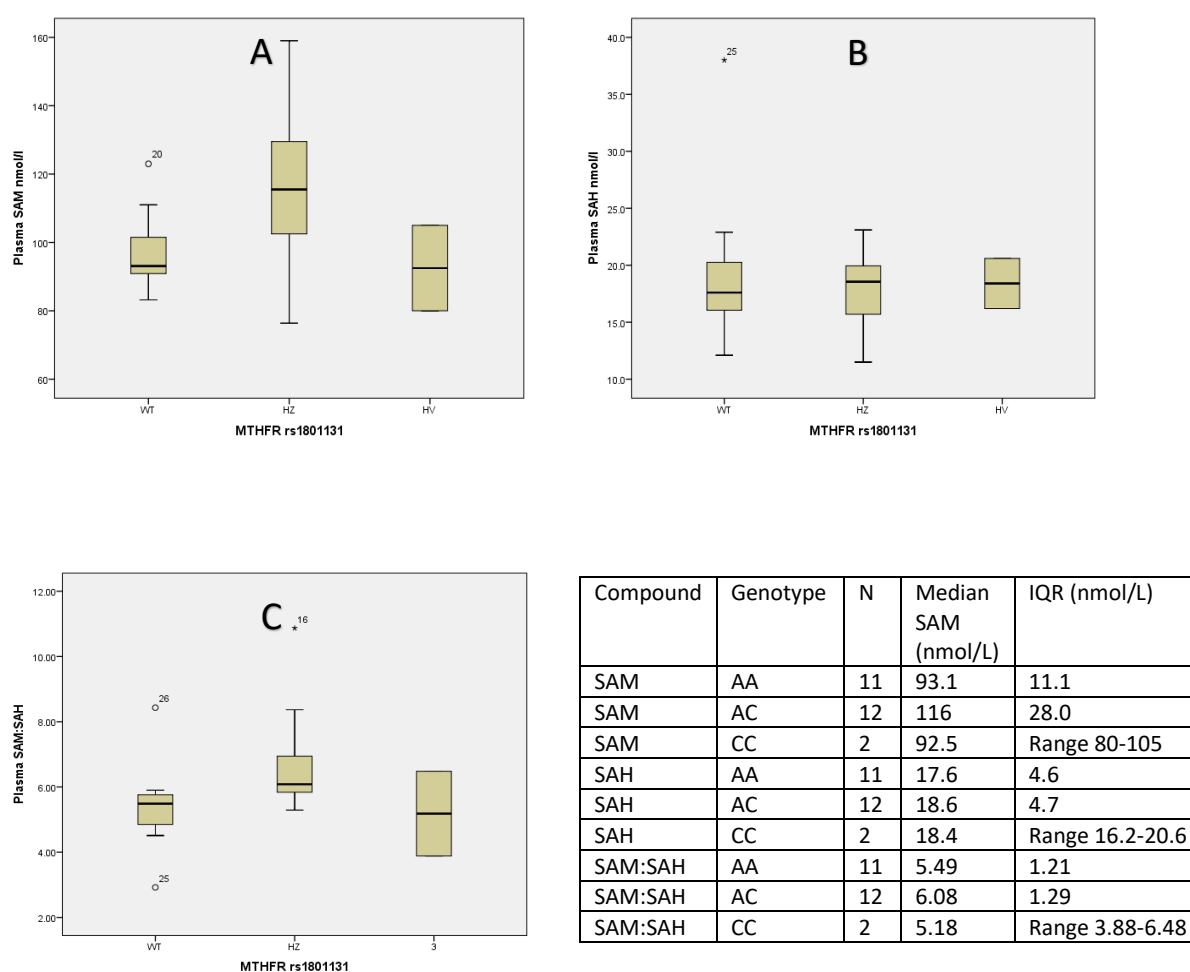 A
Plasma SAM nmol/l
160
140
120
100
80
60
20
WT HZ HV
MTHFR rs1801131
B
Plasma SAH nmol/l
40.0
35.0
30.0
25.0
20.0
15.0
10.0
25
WT HZ HV
MTHFR rs1801131
C
Plasma SAM:SAH
12.00
10.00
8.00
6.00
4.00
2.00
16
26
25
WT HZ 3
MTHFR rs1801131
Compound Genotype N Median IQR (nmol/L)
SAM
(nmol/L)
SAM AA 11 93.1 11.1
SAM AC 12 116 28.0
SAM CC 2 92.5 Range 80-105
SAH AA 11 17.6 4.6
SAH AC 12 18.6 4.7
SAH CC 2 18.4 Range 16.2-20.6
SAM:SAH AA 11 5.49 1.21
SAM:SAH AC 12 6.08 1.29
SAM:SAH CC 2 5.18 Range 3.88-6.48